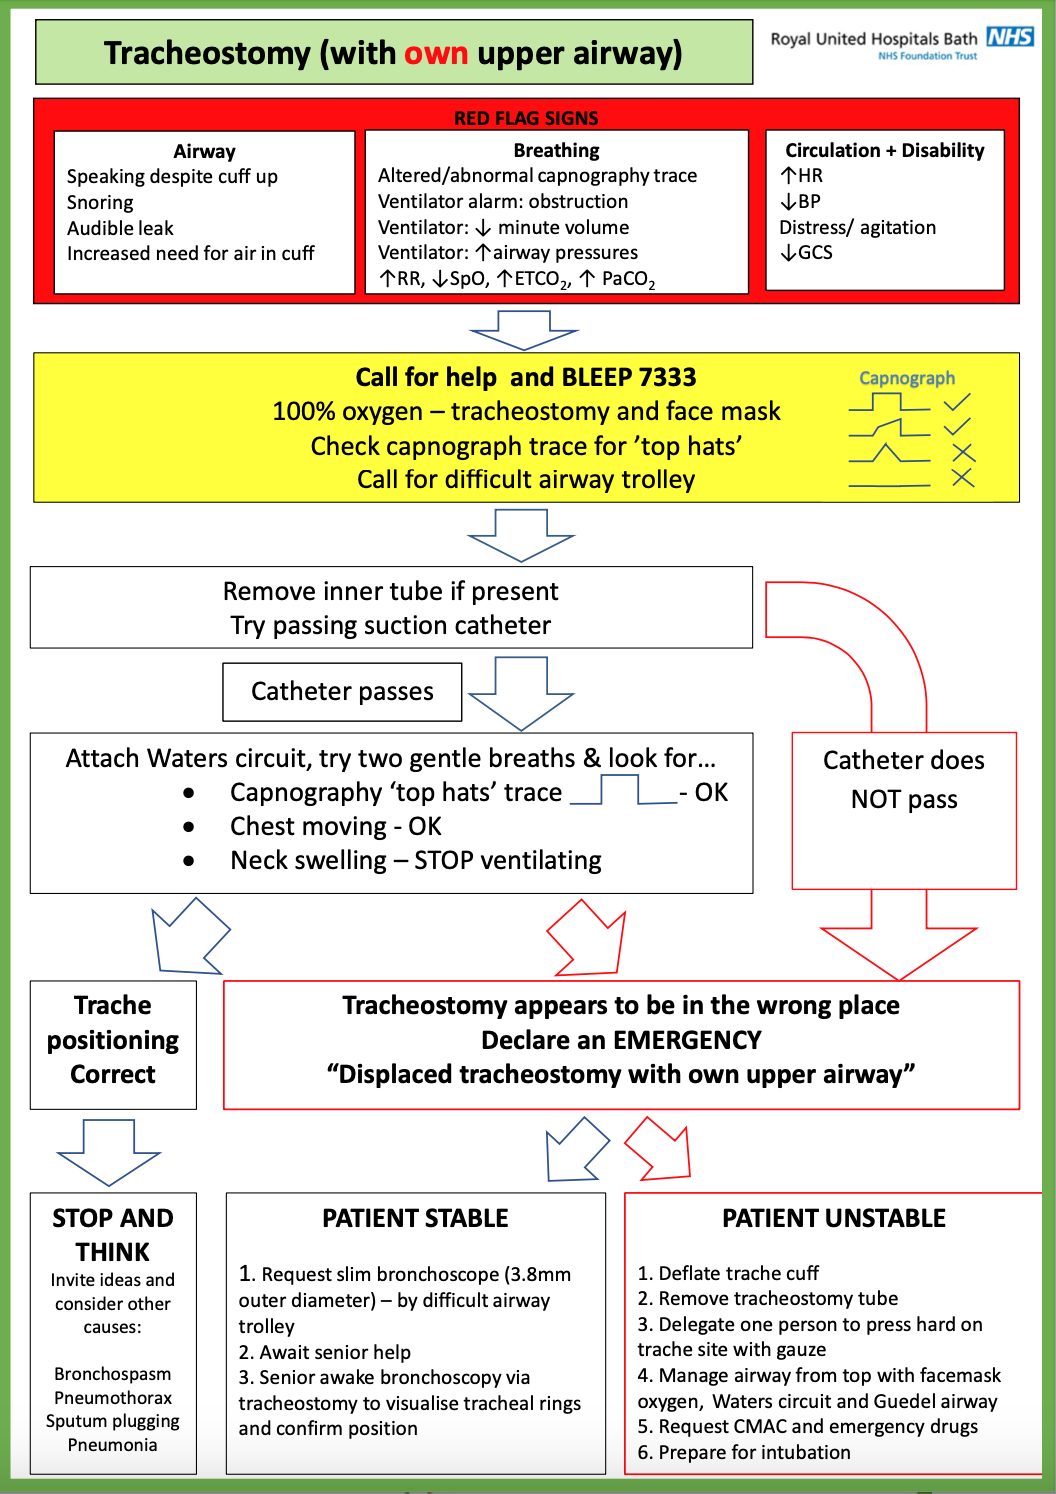 Tracheostomy (with own upper airway)
Royal United Hospitals Bath NHS
NHS Foundation Trust
RED FLAG SIGNS
Airway
Speaking despite cuff up
Snoring
Audible leak
Increased need for air in cuff
Breathing
Altered/abnormal capnography trace
Ventilator alarm: obstruction
Ventilator: ↓ minute volume
Ventilator: ↑airway pressures
↑RR, ↓SpO, ↑ETCO₂, ↑ PaCO₂
Circulation + Disability
↑HR
↓BP
Distress/ agitation
↓GCS
Call for help and BLEEP 7333
100% oxygen – tracheostomy and face mask
Check capnograph trace for ’top hats’
Call for difficult airway trolley
Capnograph
Remove inner tube if present
Try passing suction catheter
Catheter passes
Attach Waters circuit, try two gentle breaths & look for...
• Capnography ‘top hats’ trace - OK
• Chest moving - OK
• Neck swelling – STOP ventilating
Catheter does
NOT pass
Trache
positioning
Correct
Tracheostomy appears to be in the wrong place
Declare an EMERGENCY
“Displaced tracheostomy with own upper airway”
STOP AND
THINK
Invite ideas and
consider other
causes:
Bronchospasm
Pneumothorax
Sputum plugging
Pneumonia
PATIENT STABLE
1. Request slim bronchoscope (3.8mm
outer diameter) – by difficult airway
trolley
2. Await senior help
3. Senior awake bronchoscopy via
tracheostomy to visualise tracheal rings
and confirm position
PATIENT UNSTABLE
1. Deflate trache cuff
2. Remove tracheostomy tube
3. Delegate one person to press hard on
trache site with gauze
4. Manage airway from top with facemask
oxygen, Waters circuit and Guedel airway
5. Request CMAC and emergency drugs
6. Prepare for intubation